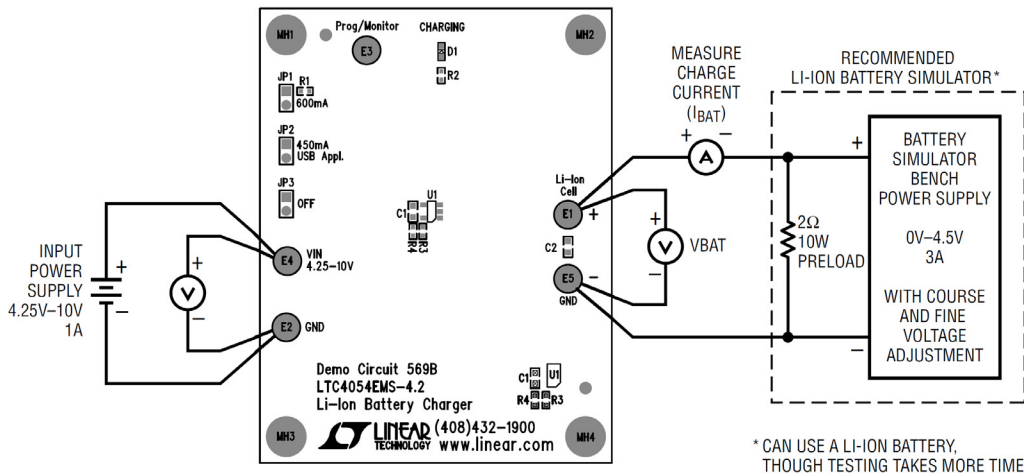 MH1
Prog/Monitor
E3
CHARGING
D1
R2
MH2
JP1
R1
600mA
JP2
450mA
USB Appl.
JP3
OFF
U1
C1
R4
R3
Li-Ion
Cell
E1
+
C2
-
E5
GND
VIN
E4
4.25-10V
E2
GND
Demo Circuit 569B
LTC4054EMS-4.2
Li-Ion Battery Charger
C1
U1
R4
R3
MH3
LINEAR
TECHNOLOGY
(408)432-1900
www.linear.com
MH4
INPUT
POWER
SUPPLY
4.25V–10V
1A
+
–
+
V
–
MEASURE
CHARGE
CURRENT
(IBAT)
+
–
A
+
V
–
VBAT
RECOMMENDED
LI-ION BATTERY SIMULATOR*
2Ω
10W
PRELOAD
+
–
BATTERY
SIMULATOR
BENCH
POWER SUPPLY
0V–4.5V
3A
WITH COURSE
AND FINE
VOLTAGE
ADJUSTMENT
* CAN USE A LI-ION BATTERY,
THOUGH TESTING TAKES MORE TIME